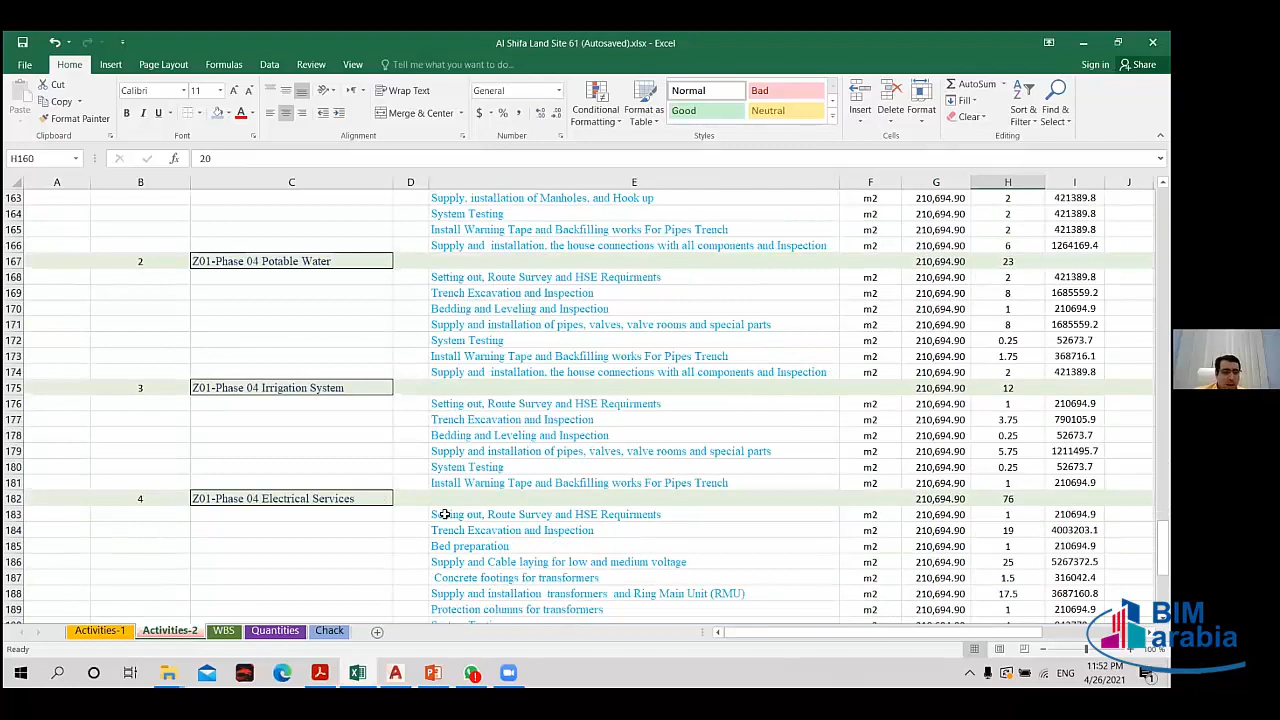 Al Shifa Land Site 61 (Autosaved).xlsx - Excel
File Home Insert Page Layout Formulas Data Review View Tell me what you want to do... Sign in Share
Paste Cut Copy Format Painter Clipboard
Calibri 11 Font
Wrap Text Merge & Center Alignment
General Number
Conditional Formatting Format as Table Normal Bad Good Neutral Styles
Insert Delete Format Cells
AutoSum Fill Clear Sort & Filter Find & Select Editing
H160 20
A B C D E F G H I J
163 Supply, installation of Manholes, and Hook up m2 210,694.90 2 421389.8
164 System Testing m2 210,694.90 2 421389.8
165 Install Warning Tape and Backfilling works For Pipes Trench m2 210,694.90 2 421389.8
166 Supply and installation, the house connections with all components and Inspection m2 210,694.90 6 1264169.4
167 2 Z01-Phase 04 Potable Water 210,694.90 23
168 Setting out, Route Survey and HSE Requirments m2 210,694.90 2 421389.8
169 Trench Excavation and Inspection m2 210,694.90 8 1685559.2
170 Bedding and Leveling and Inspection m2 210,694.90 1 210694.9
171 Supply and installation of pipes, valves, valve rooms and special parts m2 210,694.90 8 1685559.2
172 System Testing m2 210,694.90 0.25 52673.7
173 Install Warning Tape and Backfilling works For Pipes Trench m2 210,694.90 1.75 368716.1
174 Supply and installation, the house connections with all components and Inspection m2 210,694.90 2 421389.8
175 3 Z01-Phase 04 Irrigation System 210,694.90 12
176 Setting out, Route Survey and HSE Requirments m2 210,694.90 1 210694.9
177 Trench Excavation and Inspection m2 210,694.90 3.75 790105.9
178 Bedding and Leveling and Inspection m2 210,694.90 0.25 52673.7
179 Supply and installation of pipes, valves, valve rooms and special parts m2 210,694.90 5.75 1211495.7
180 System Testing m2 210,694.90 0.25 52673.7
181 Install Warning Tape and Backfilling works For Pipes Trench m2 210,694.90 1 210694.9
182 4 Z01-Phase 04 Electrical Services 210,694.90 76
183 Setting out, Route Survey and HSE Requirments m2 210,694.90 1 210694.9
184 Trench Excavation and Inspection m2 210,694.90 19 4003203.1
185 Bed preparation m2 210,694.90 1 210694.9
186 Supply and Cable laying for low and medium voltage m2 210,694.90 25 5267372.5
187 Concrete footings for transformers m2 210,694.90 1.5 316042.4
188 Supply and installation transformers and Ring Main Unit (RMU) m2 210,694.90 17.5 3687160.8
189 Protection columns for transformers m2 210,694.90 1 210694.9
Activities-1 Activities-2 WBS Quantities Chack
Ready 100 %
BIM
arabia
ENG 11:52 PM
4/26/2021